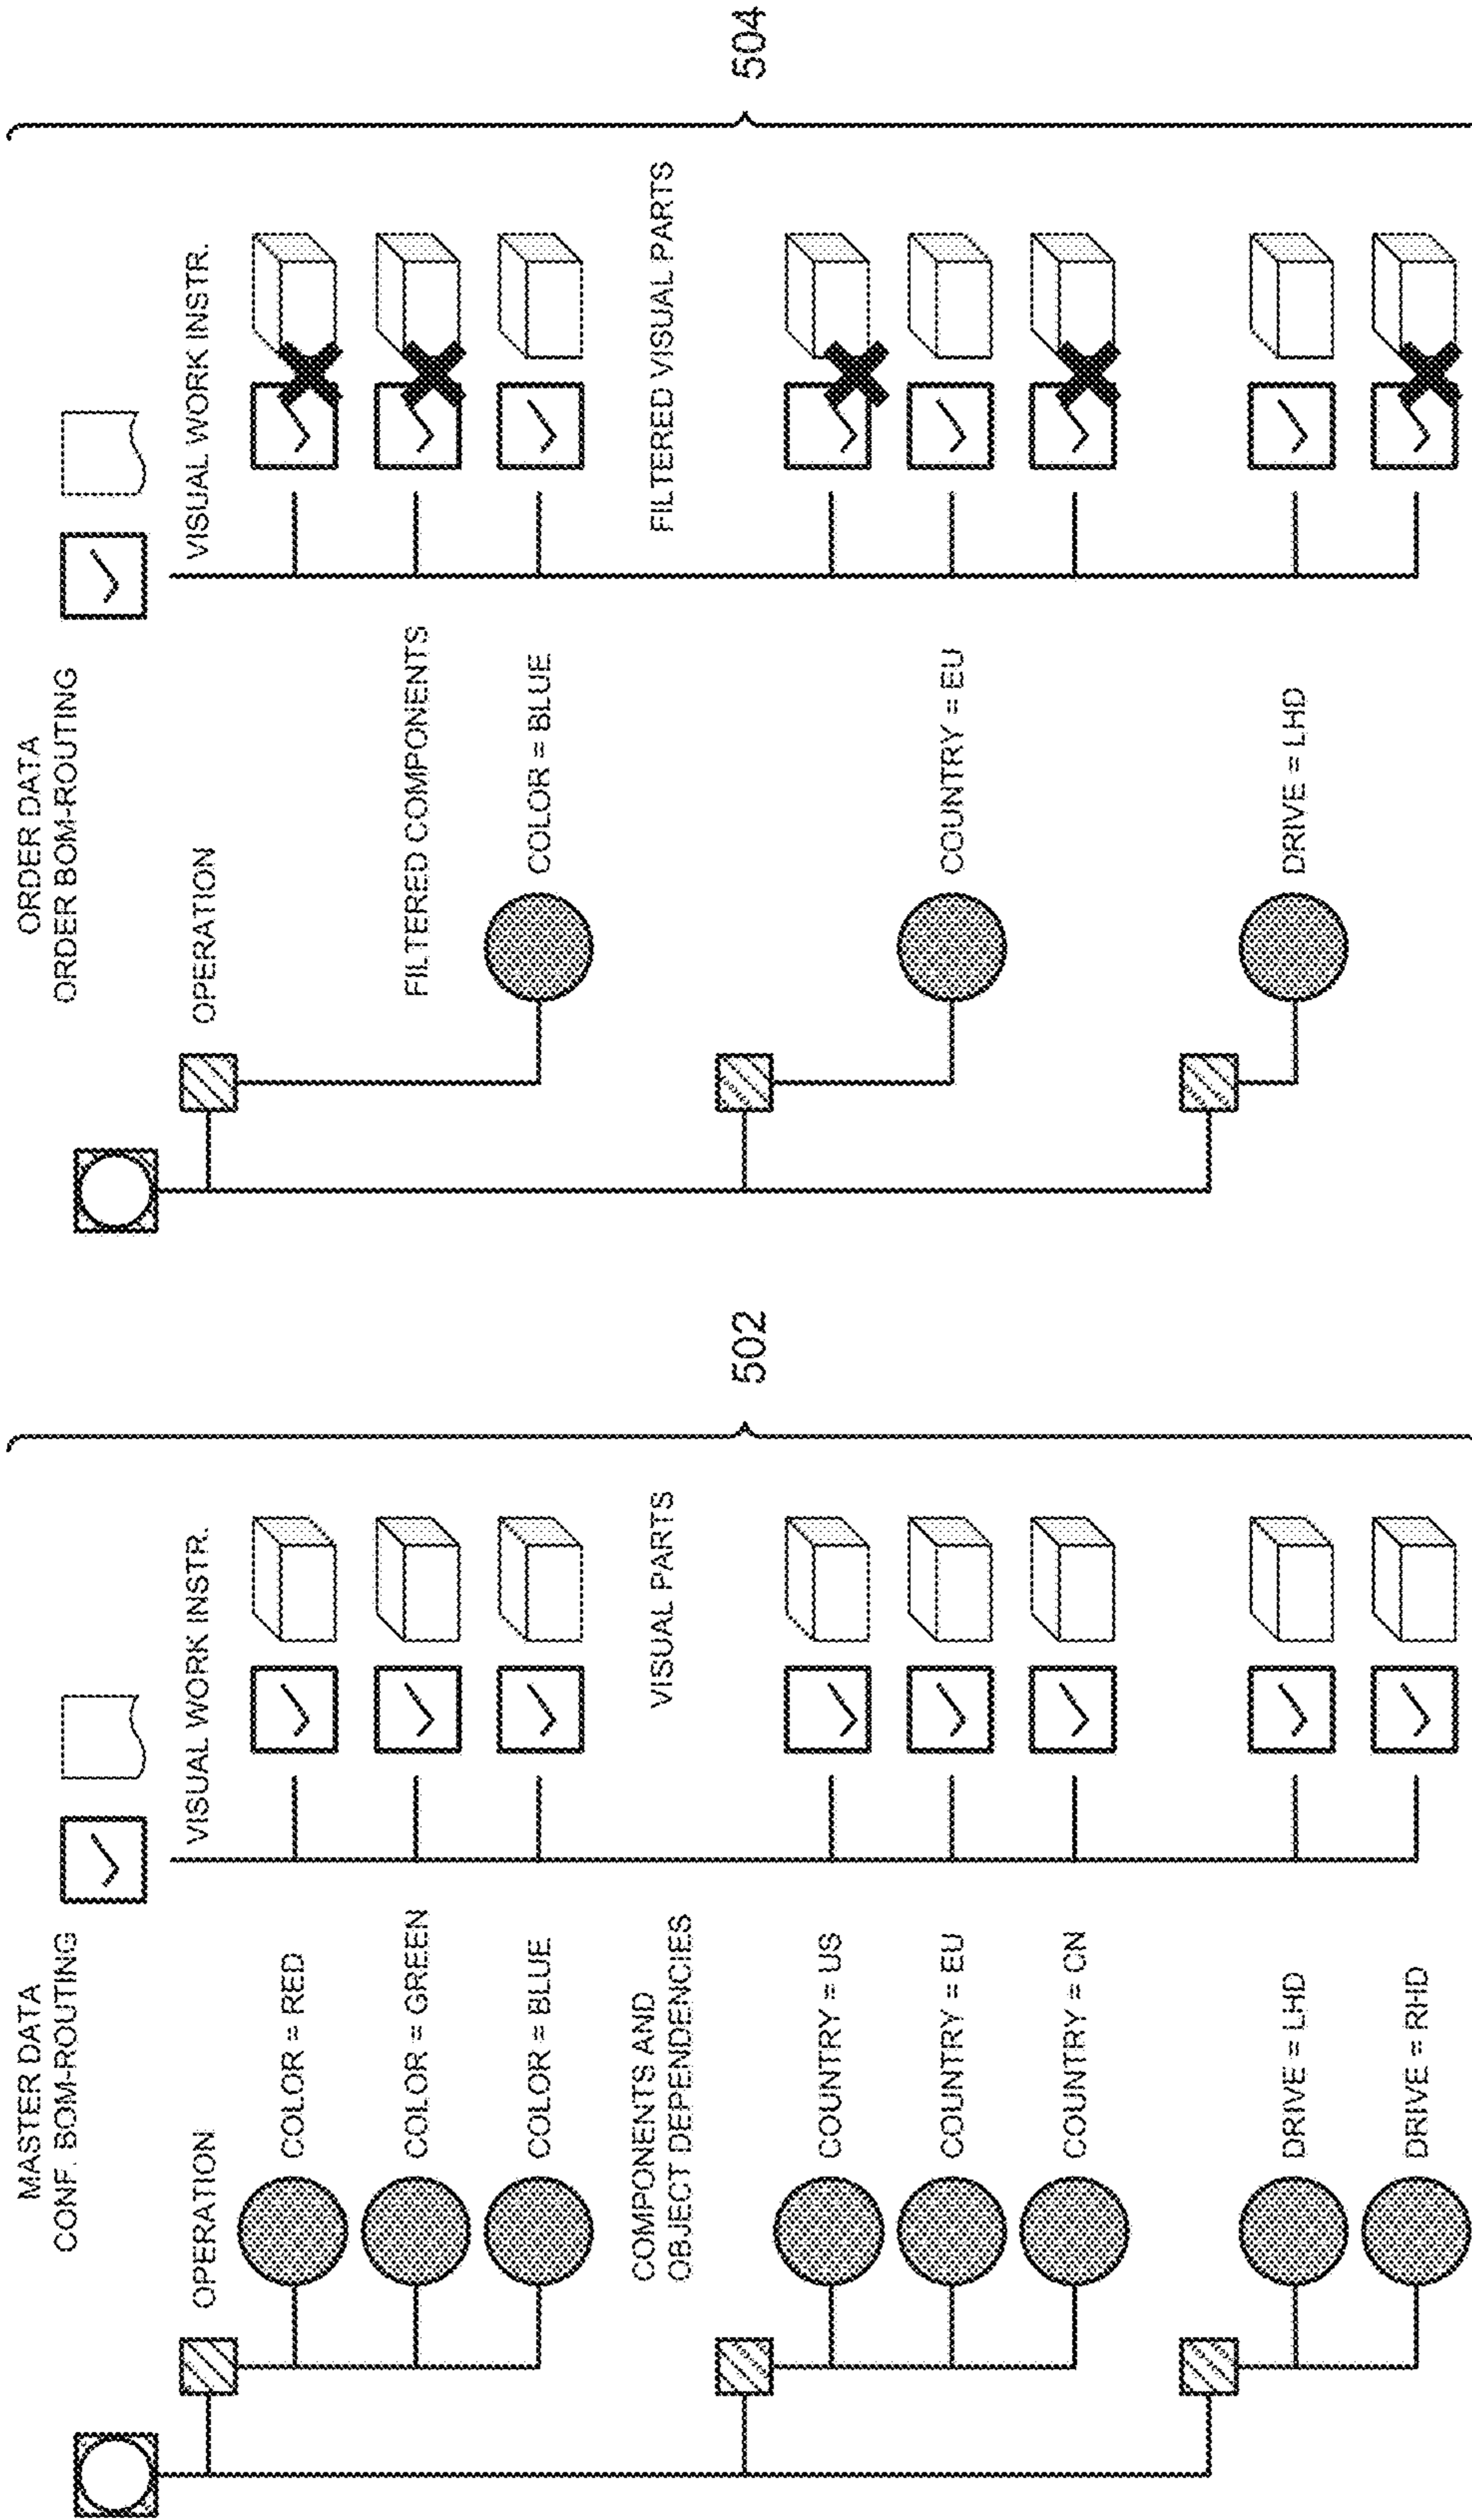 MASTER DATA
CONF. BOM-ROUTING
OPERATION
VISUAL WORK INSTR.
COLOR = RED
COLOR = GREEN
COLOR = BLUE
COMPONENTS AND
OBJECT DEPENDENCIES
VISUAL PARTS
COUNTRY = US
COUNTRY = EU
COUNTRY = CN
DRIVE = LHD
DRIVE = RHD
502
ORDER DATA
ORDER BOM-ROUTING
OPERATION
VISUAL WORK INSTR.
FILTERED COMPONENTS
COLOR = BLUE
FILTERED VISUAL PARTS
COUNTRY = EU
DRIVE = LHD
504